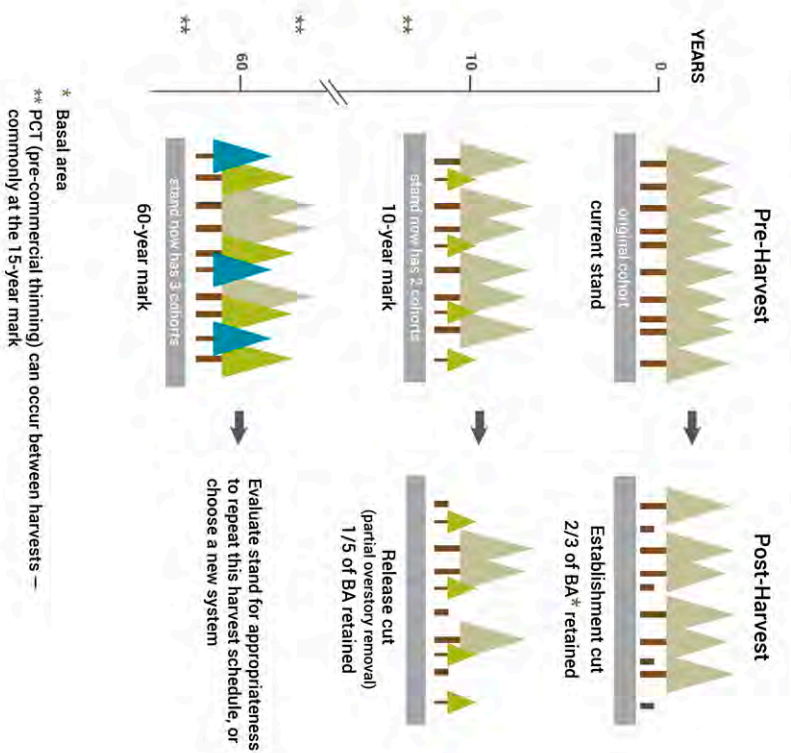 Pre-Harvest
Post-Harvest
YEARS
0
original cohort
current stand
Establishment cut
2/3 of BA* retained
10
**
stand now has 2 cohorts
10-year mark
Release cut
(partial overstory removal)
1/5 of BA retained
**
60
**
stand now has 3 cohorts
60-year mark
Evaluate stand for appropriateness
to repeat this harvest schedule, or
choose a new system
* Basal area
** PCT (pre-commercial thinning) can occur between harvests —
commonly at the 15-year mark